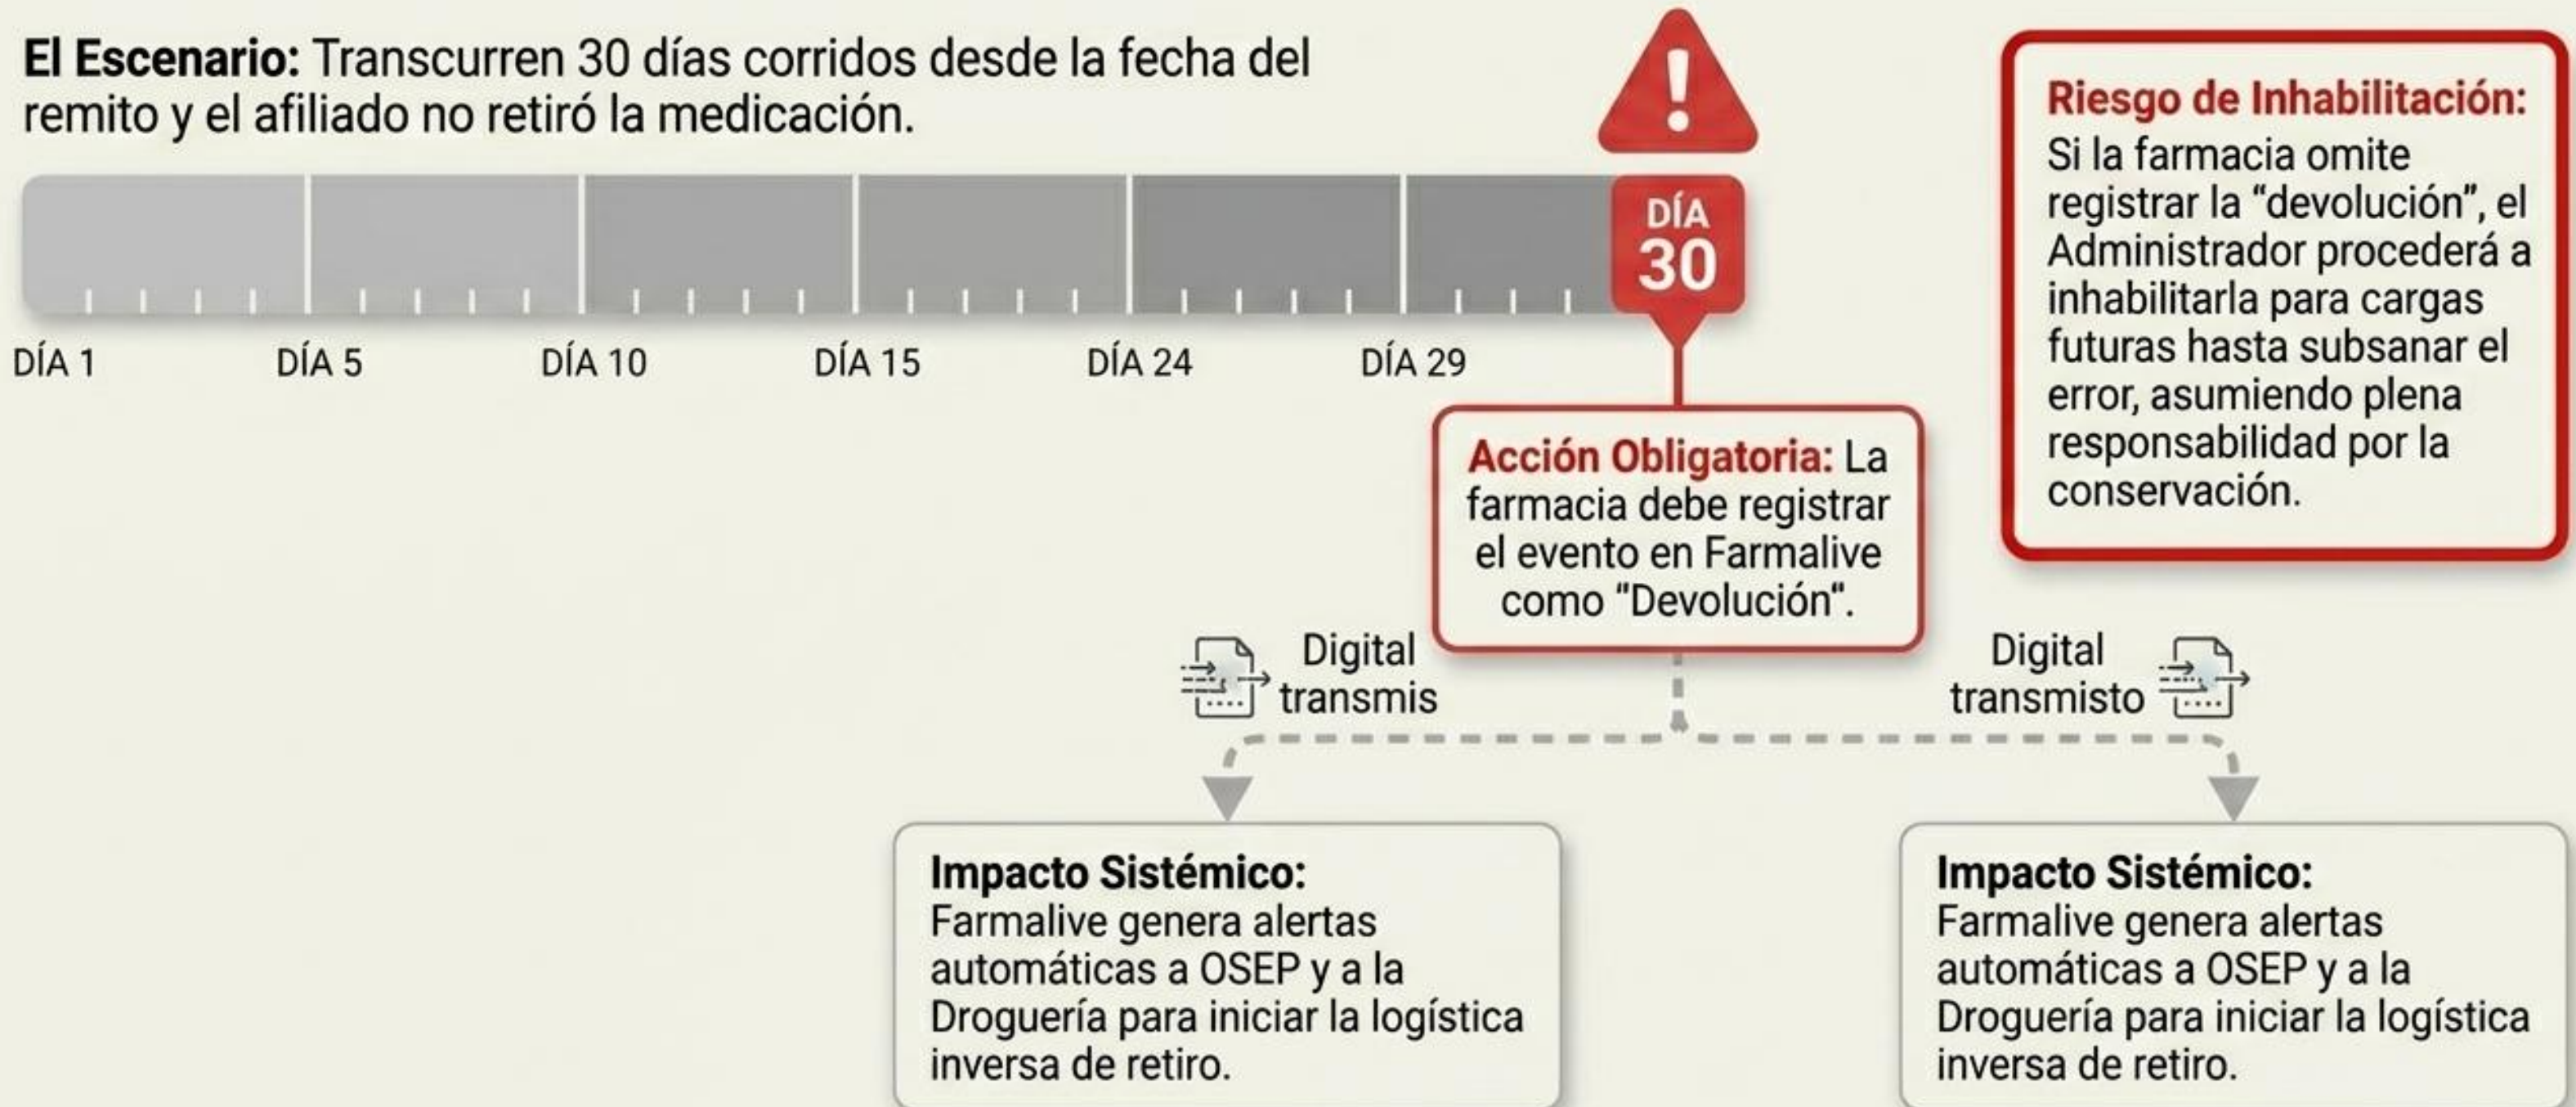 El Escenario: Transcurren 30 días corridos desde la fecha del
remito y el afiliado no retiró la medicación.
DÍA
30
DÍA 1
DÍA 5
DÍA 10
DÍA 15
DÍA 24
DÍA 29
Riesgo de Inhabilitación:
Si la farmacia omite
registrar la “devolución”, el
Administrador procederá a
inhabilitarla para cargas
futuras hasta subsanar el
error, asumiendo plena
responsabilidad por la
conservación.
Acción Obligatoria: La
farmacia debe registrar
el evento en Farmalive
como “Devolución“.
Digital
transmis
Digital
transmisto
Impacto Sistémico:
Farmalive genera alertas
automáticas a OSEP y a la
Droguería para iniciar la logística
inversa de retiro.
Impacto Sistémico:
Farmalive genera alertas
automáticas a OSEP y a la
Droguería para iniciar la logística
inversa de retiro.